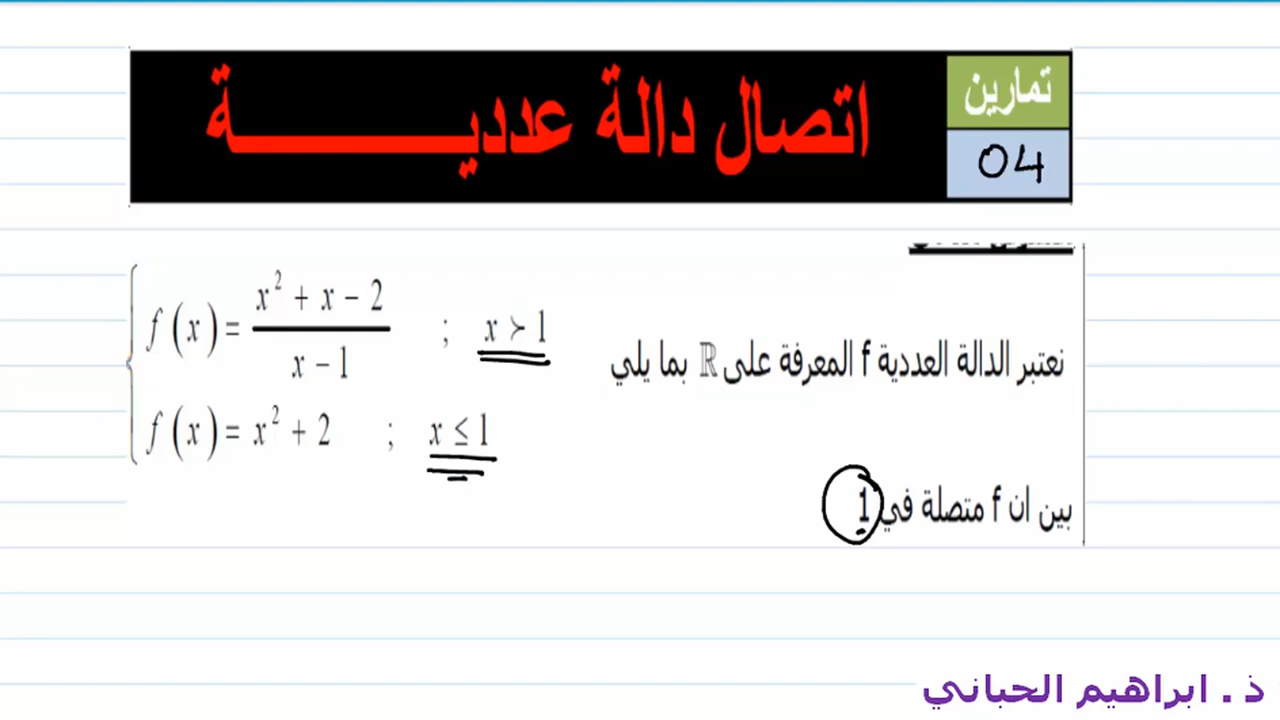 تمارين
04
اتصال دالة عدديـــــــــــة
نعتبر الدالة العددية f المعرفة على ℝ بما يلي
f(x) = (x² + x − 2)/(x − 1) ; x ≻ 1
f(x) = x² + 2 ; x ≤ 1
بين ان f متصلة في 1
ذ . ابراهيم الحباني